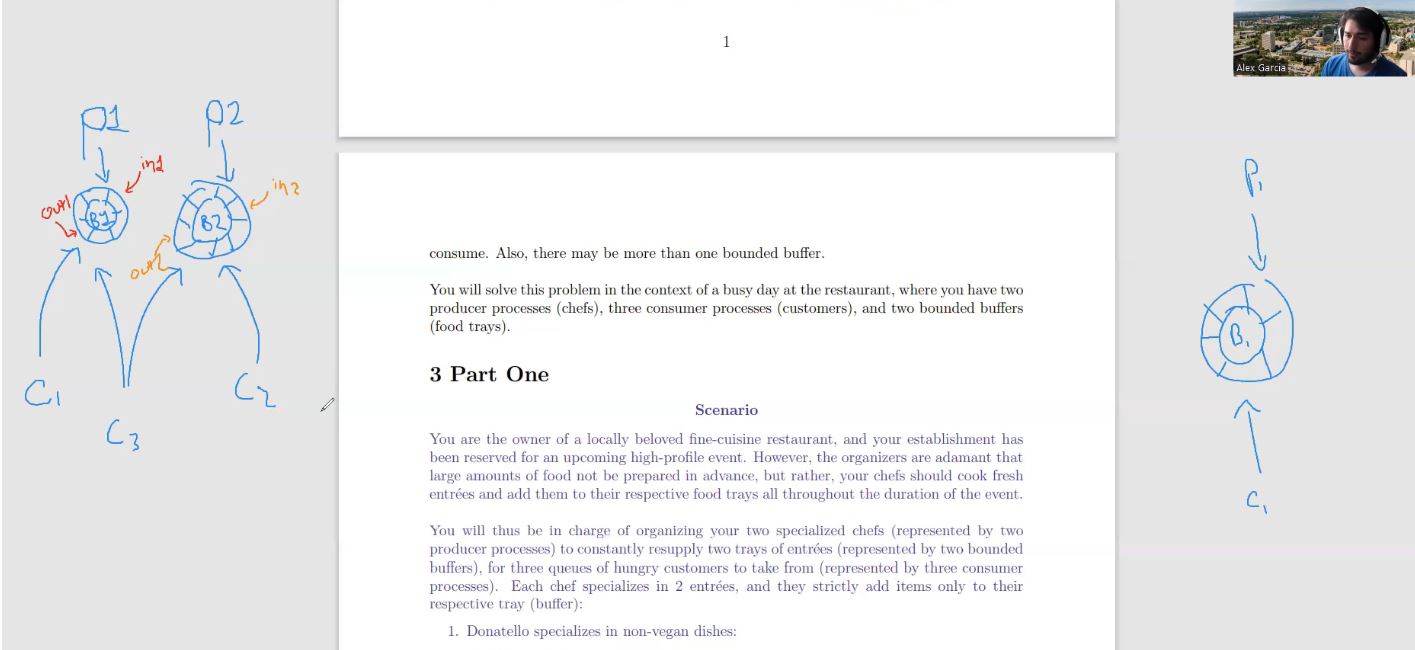 1
Alex Garcia
P1
P2
in1
in2
out1
B1
B2
out2
C1
C2
C3
consume. Also, there may be more than one bounded buffer.
You will solve this problem in the context of a busy day at the restaurant, where you have two
producer processes (chefs), three consumer processes (customers), and two bounded buffers
(food trays).
3 Part One
Scenario
You are the owner of a locally beloved fine-cuisine restaurant, and your establishment has
been reserved for an upcoming high-profile event. However, the organizers are adamant that
large amounts of food not be prepared in advance, but rather, your chefs should cook fresh
entrées and add them to their respective food trays all throughout the duration of the event.
You will thus be in charge of organizing your two specialized chefs (represented by two
producer processes) to constantly resupply two trays of entrées (represented by two bounded
buffers), for three queues of hungry customers to take from (represented by three consumer
processes). Each chef specializes in 2 entrées, and they strictly add items only to their
respective tray (buffer):
1. Donatello specializes in non-vegan dishes:
P1
B1
C1